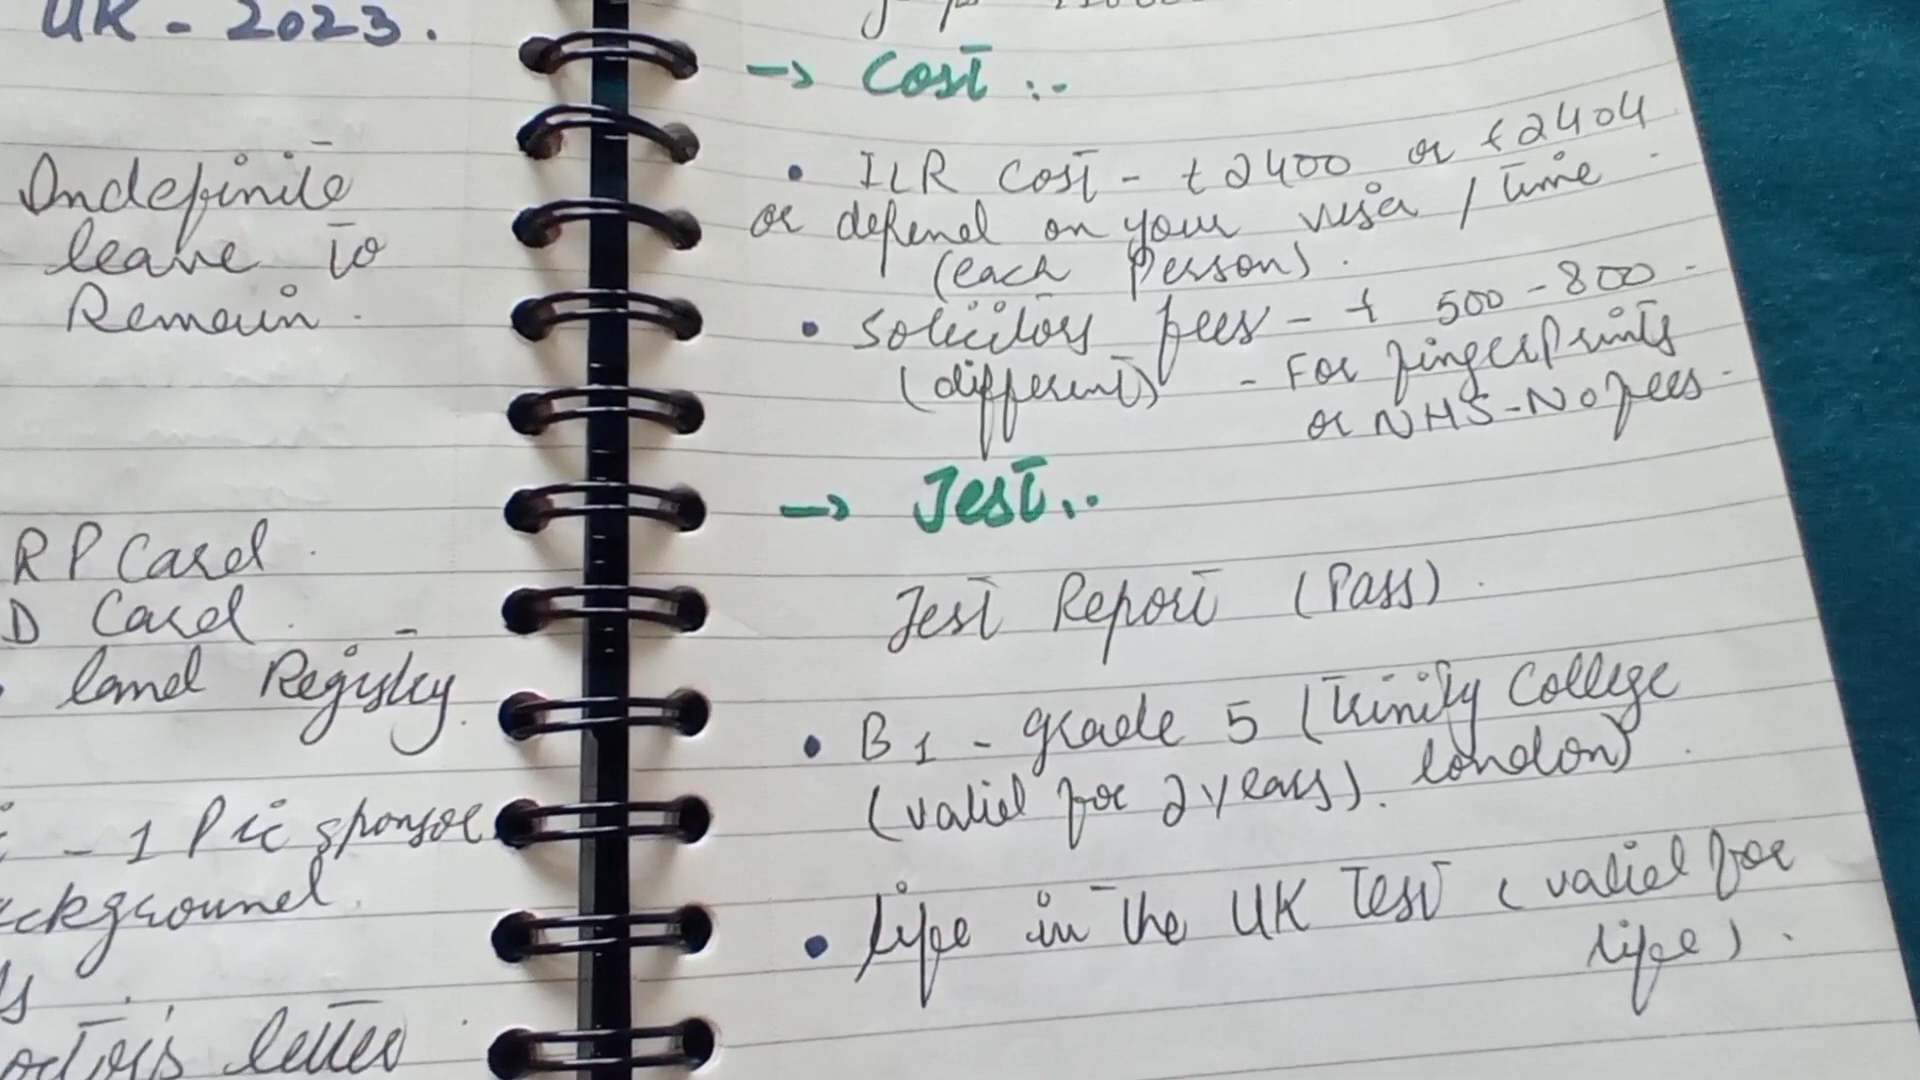 UK - 2023.
Indefinite
leave to
Remain.
RP Card
D Card.
land Registry.
- 1 Pic sponsor
ckground.
letter
→ Cost :-
• ILR Cost - £2400 or £2404
or depend on your visa / time
(each Person).
• Solicitors fees - £ 500 - 800 -
(different) - For fingerprints
or NHS - No fees -
→ Test :-
Test Report (Pass).
• B1 - grade 5 (Trinity College
(valid for 2 years). London)
• life in the UK Test (valid for
life).